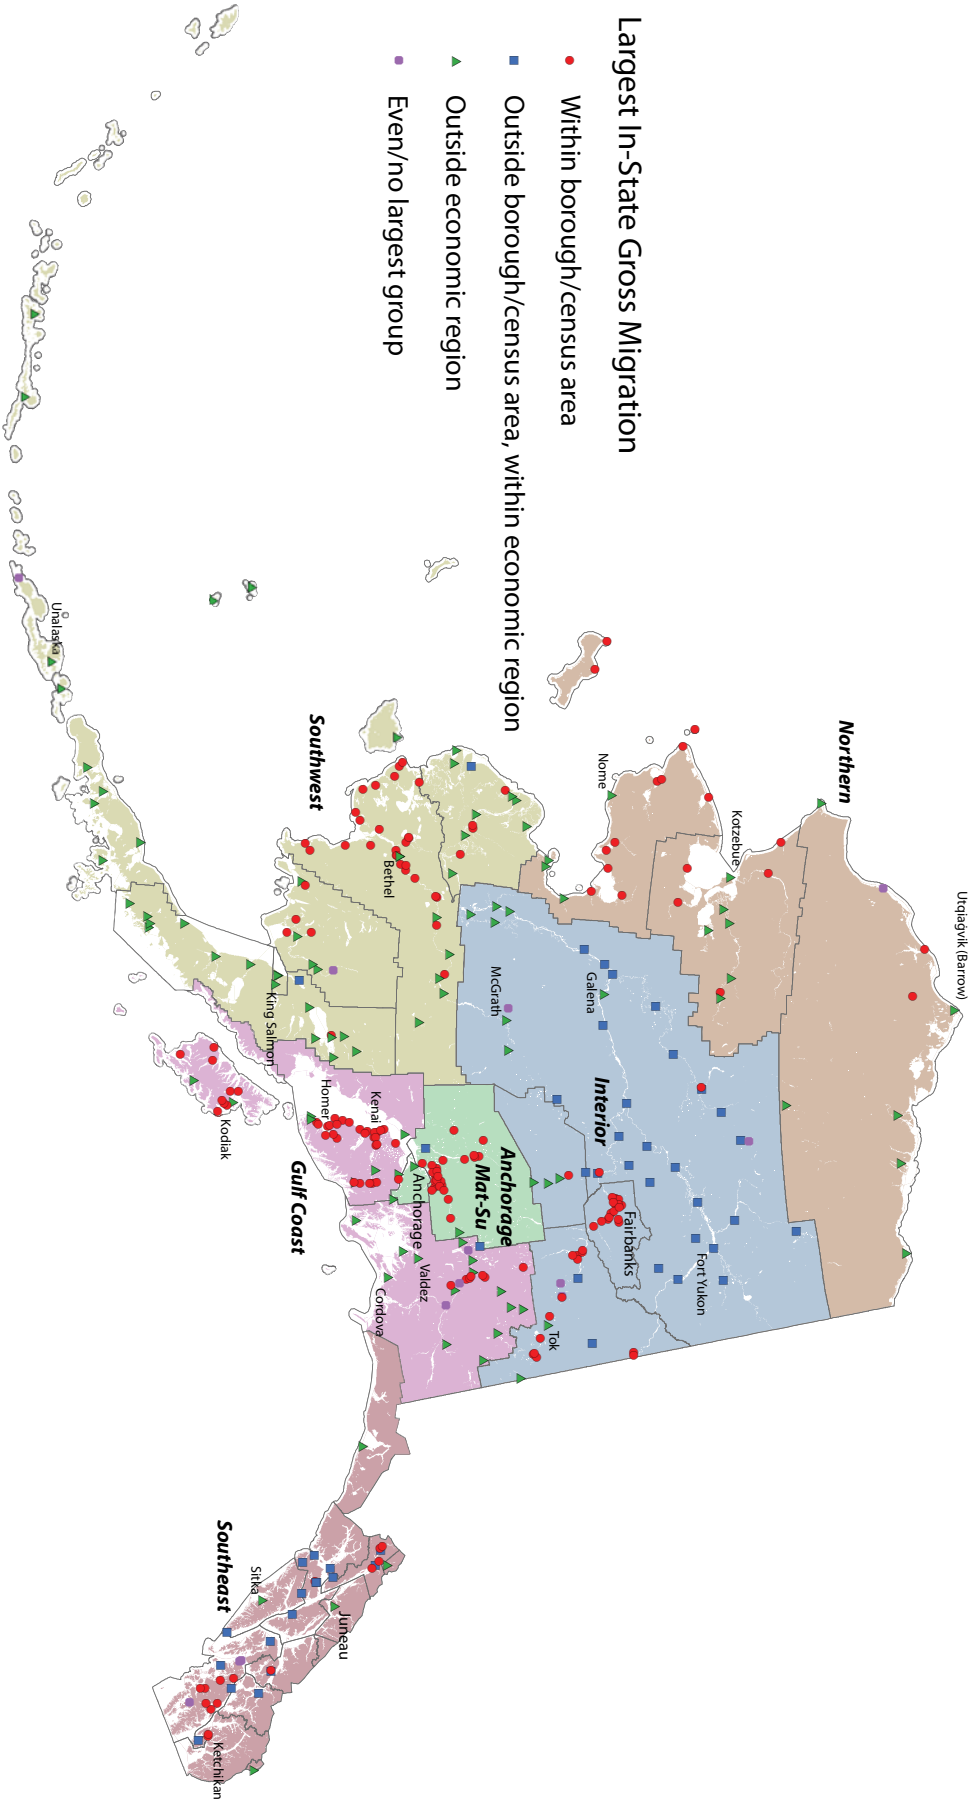 Largest In-State Gross Migration
Within borough/census area
Outside borough/census area, within economic region
Outside economic region
Even/no largest group
Utqiaġvik (Barrow)
Northern
Kotzebue
Nome
Fort Yukon
Galena
Interior
Fairbanks
McGrath
Tok
Anchorage
Mat-Su
Southwest
Bethel
Anchorage
Valdez
Kenai
Cordova
Homer
King Salmon
Gulf Coast
Kodiak
Juneau
Sitka
Southeast
Ketchikan
Unalaska